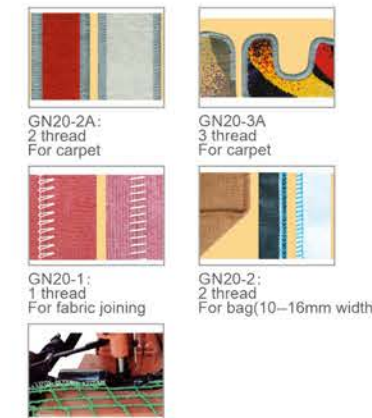 GN20-2A:
2 thread
For carpet
GN20-3A
3 thread
For carpet
GN20-1:
1 thread
For fabric joining
GN20-2:
2 thread
For bag(10—16mm width